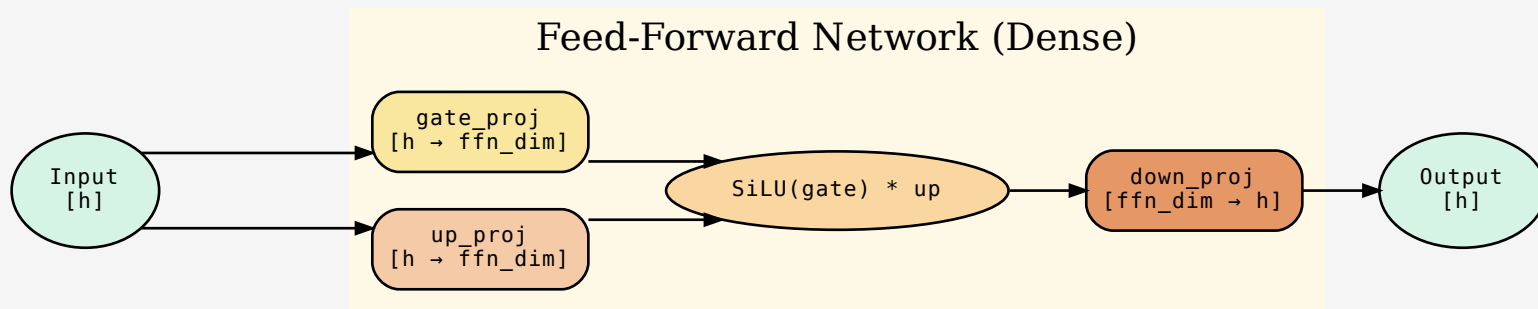 Feed-Forward Network (Dense)
Input
[h]
gate_proj
[h → ffn_dim]
up_proj
[h → ffn_dim]
SiLU(gate) * up
down_proj
[ffn_dim → h]
Output
[h]